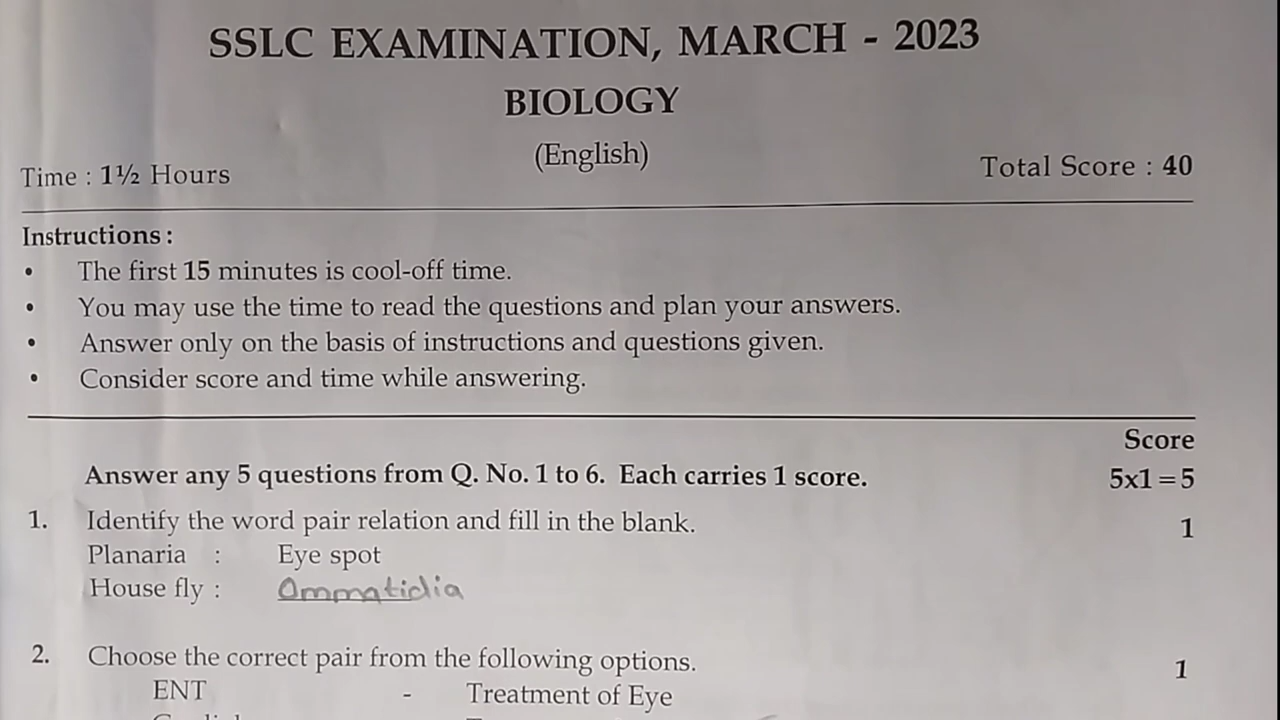 SSLC EXAMINATION, MARCH - 2023
BIOLOGY
(English)
Time : 1½ Hours
Total Score : 40
Instructions :
• The first 15 minutes is cool-off time.
• You may use the time to read the questions and plan your answers.
• Answer only on the basis of instructions and questions given.
• Consider score and time while answering.
Score
Answer any 5 questions from Q. No. 1 to 6. Each carries 1 score. 5x1=5
1. Identify the word pair relation and fill in the blank. 1
Planaria : Eye spot
House fly : Ommatidia
2. Choose the correct pair from the following options. 1
ENT - Treatment of Eye